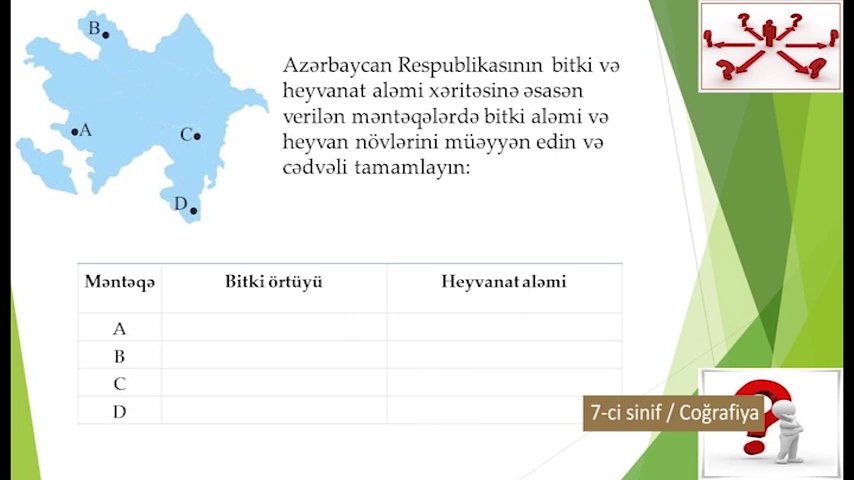 B
A
C
D
Azərbaycan Respublikasının bitki və
heyvanat aləmi xəritəsinə əsasən
verilən məntəqələrdə bitki aləmi və
heyvan növlərini müəyyən edin və
cədvəli tamamlayın:
Məntəqə Bitki örtüyü Heyvanat aləmi
A
B
C
D
7-ci sinif / Coğrafiya